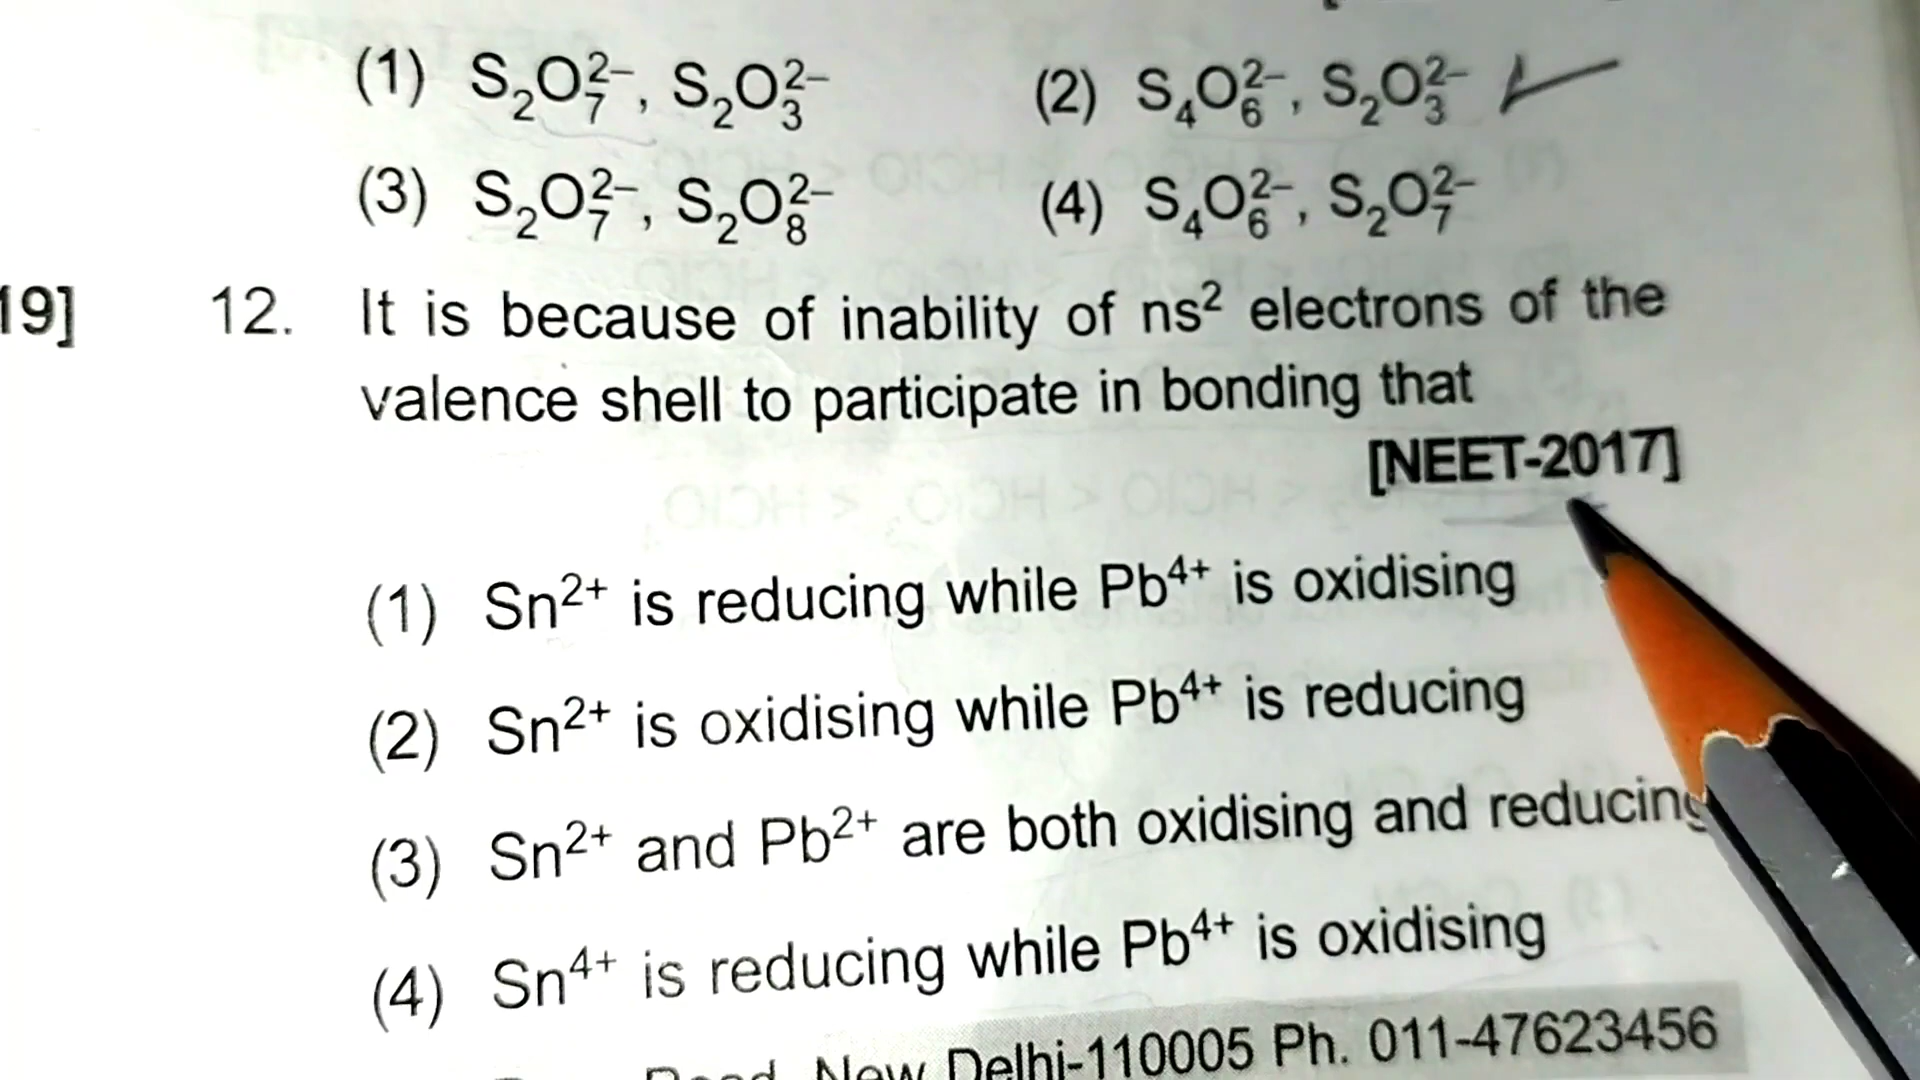 (1) S₂O₇²⁻, S₂O₃²⁻ (2) S₄O₆²⁻, S₂O₃²⁻
(3) S₂O₇²⁻, S₂O₈²⁻ (4) S₄O₆²⁻, S₂O₇²⁻
19] 12. It is because of inability of ns² electrons of the
valence shell to participate in bonding that
[NEET-2017]
(1) Sn²⁺ is reducing while Pb⁴⁺ is oxidising
(2) Sn²⁺ is oxidising while Pb⁴⁺ is reducing
(3) Sn²⁺ and Pb²⁺ are both oxidising and reducing
(4) Sn⁴⁺ is reducing while Pb⁴⁺ is oxidising
Road, New Delhi-110005 Ph. 011-47623456